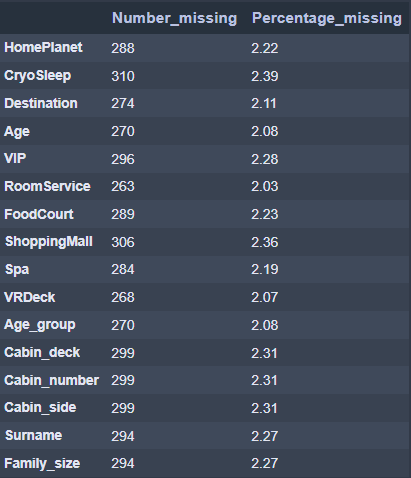 Number_missing Percentage_missing
HomePlanet 288 2.22
CryoSleep 310 2.39
Destination 274 2.11
Age 270 2.08
VIP 296 2.28
RoomService 263 2.03
FoodCourt 289 2.23
ShoppingMall 306 2.36
Spa 284 2.19
VRDeck 268 2.07
Age_group 270 2.08
Cabin_deck 299 2.31
Cabin_number 299 2.31
Cabin_side 299 2.31
Surname 294 2.27
Family_size 294 2.27